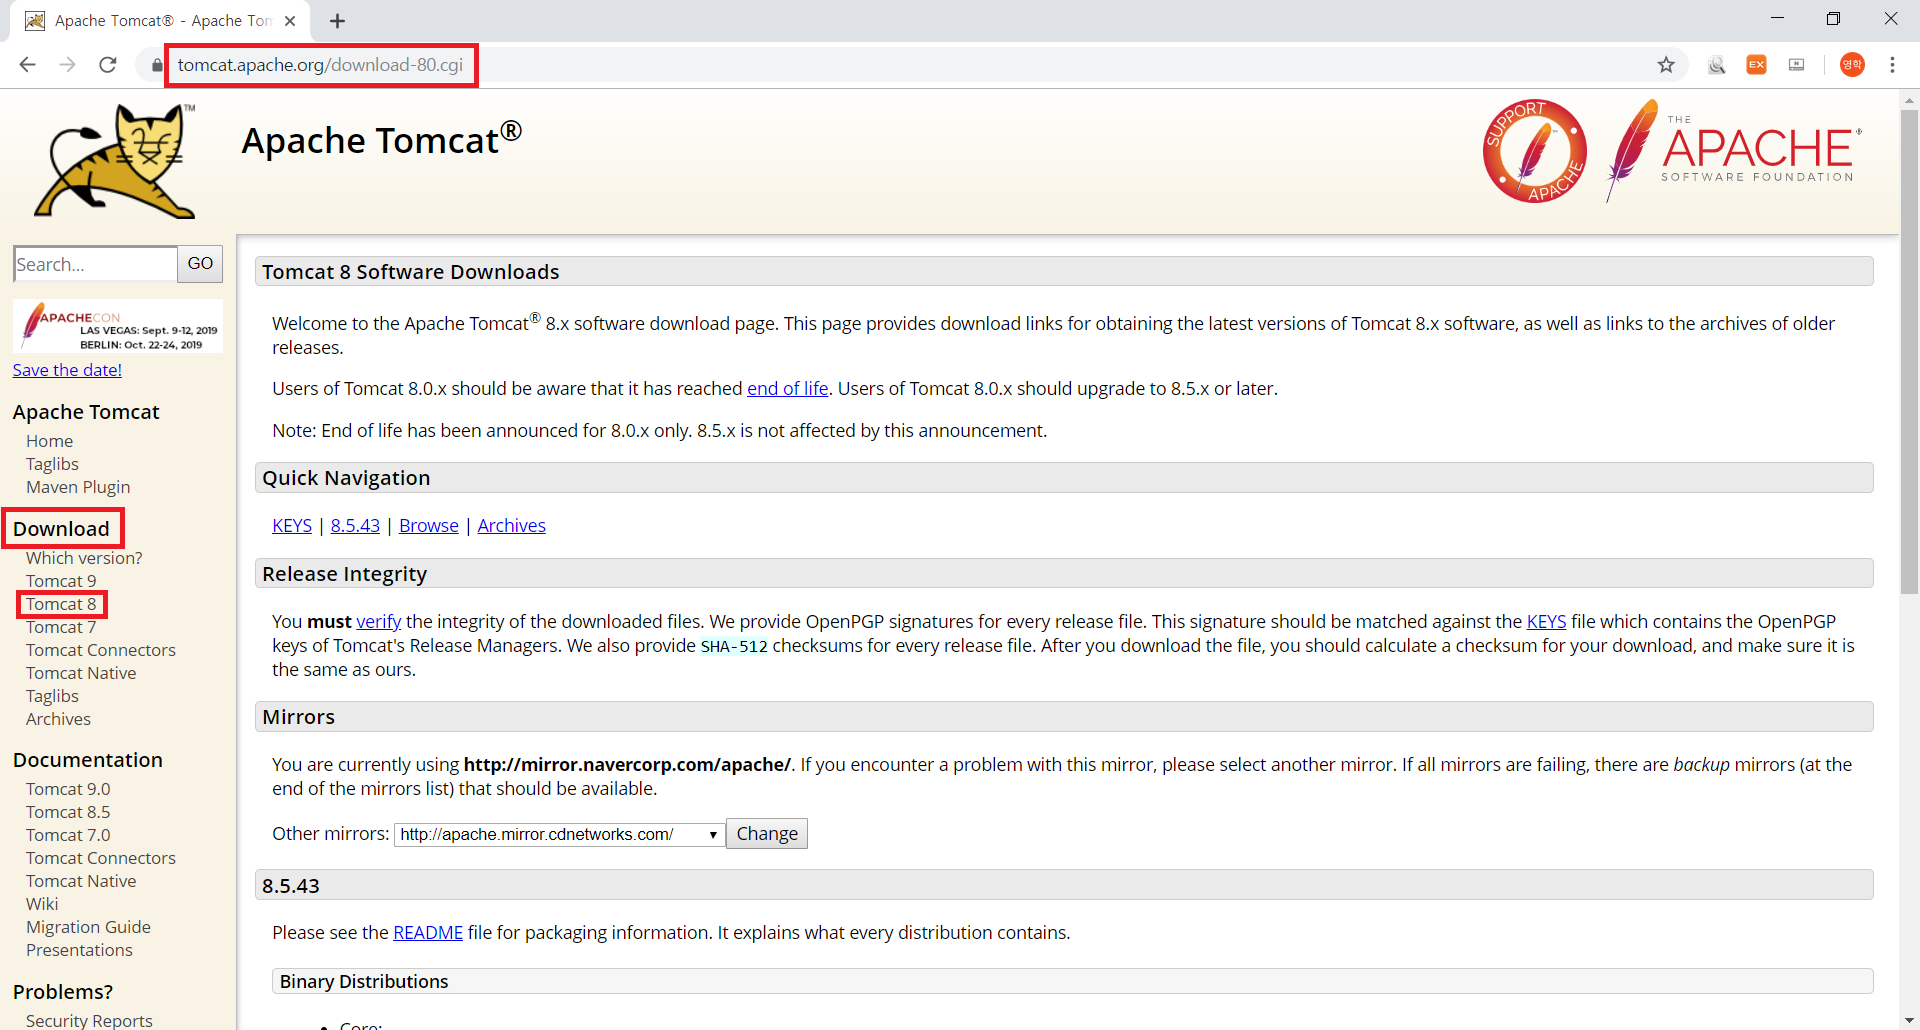 Apache Tomcat® - Apache Tom
tomcat.apache.org/download-80.cgi
EX
영학
TM
Apache Tomcat®
SUPPORT
APACHE
THE
APACHE®
SOFTWARE FOUNDATION
Search...
GO
APACHECON
LAS VEGAS: Sept. 9-12, 2019
BERLIN: Oct. 22-24, 2019
Save the date!
Apache Tomcat
Home
Taglibs
Maven Plugin
Download
Which version?
Tomcat 9
Tomcat 8
Tomcat 7
Tomcat Connectors
Tomcat Native
Taglibs
Archives
Documentation
Tomcat 9.0
Tomcat 8.5
Tomcat 7.0
Tomcat Connectors
Tomcat Native
Wiki
Migration Guide
Presentations
Problems?
Security Reports
Tomcat 8 Software Downloads
Welcome to the Apache Tomcat® 8.x software download page. This page provides download links for obtaining the latest versions of Tomcat 8.x software, as well as links to the archives of older
releases.
Users of Tomcat 8.0.x should be aware that it has reached end of life. Users of Tomcat 8.0.x should upgrade to 8.5.x or later.
Note: End of life has been announced for 8.0.x only. 8.5.x is not affected by this announcement.
Quick Navigation
KEYS | 8.5.43 | Browse | Archives
Release Integrity
You must verify the integrity of the downloaded files. We provide OpenPGP signatures for every release file. This signature should be matched against the KEYS file which contains the OpenPGP
keys of Tomcat's Release Managers. We also provide SHA-512 checksums for every release file. After you download the file, you should calculate a checksum for your download, and make sure it is
the same as ours.
Mirrors
You are currently using http://mirror.navercorp.com/apache/. If you encounter a problem with this mirror, please select another mirror. If all mirrors are failing, there are backup mirrors (at the
end of the mirrors list) that should be available.
Other mirrors: http://apache.mirror.cdnetworks.com/ Change
8.5.43
Please see the README file for packaging information. It explains what every distribution contains.
Binary Distributions
• Core: